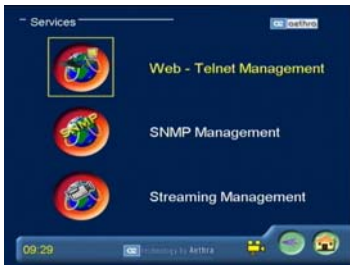 Services
aethra
Web - Telnet Management
SNMP
SNMP Management
Streaming Management
09:29
Technology by Aethra